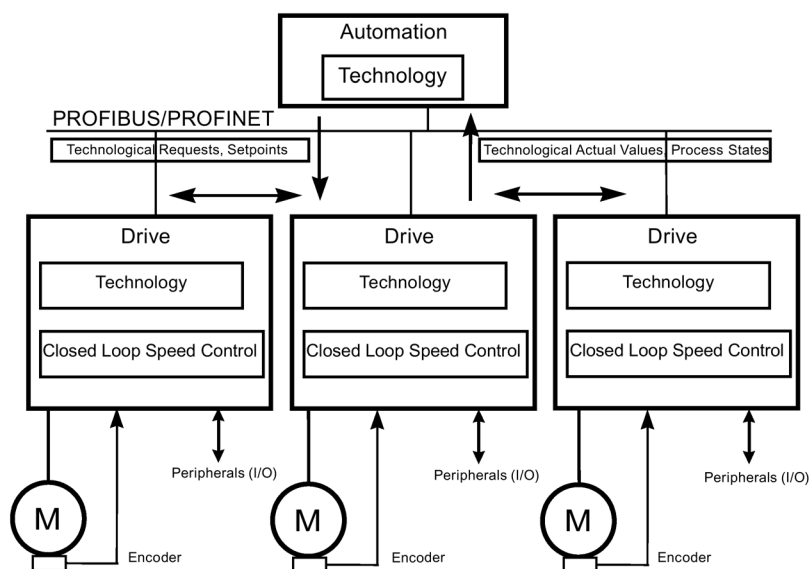 Automation
Technology
PROFIBUS/PROFINET
Technological Requests, Setpoints
Technological Actual Values, Process States
Drive
Drive
Drive
Technology
Technology
Technology
Closed Loop Speed Control
Closed Loop Speed Control
Closed Loop Speed Control
Peripherals (I/O)
Peripherals (I/O)
Peripherals (I/O)
M
M
M
Encoder
Encoder
Encoder